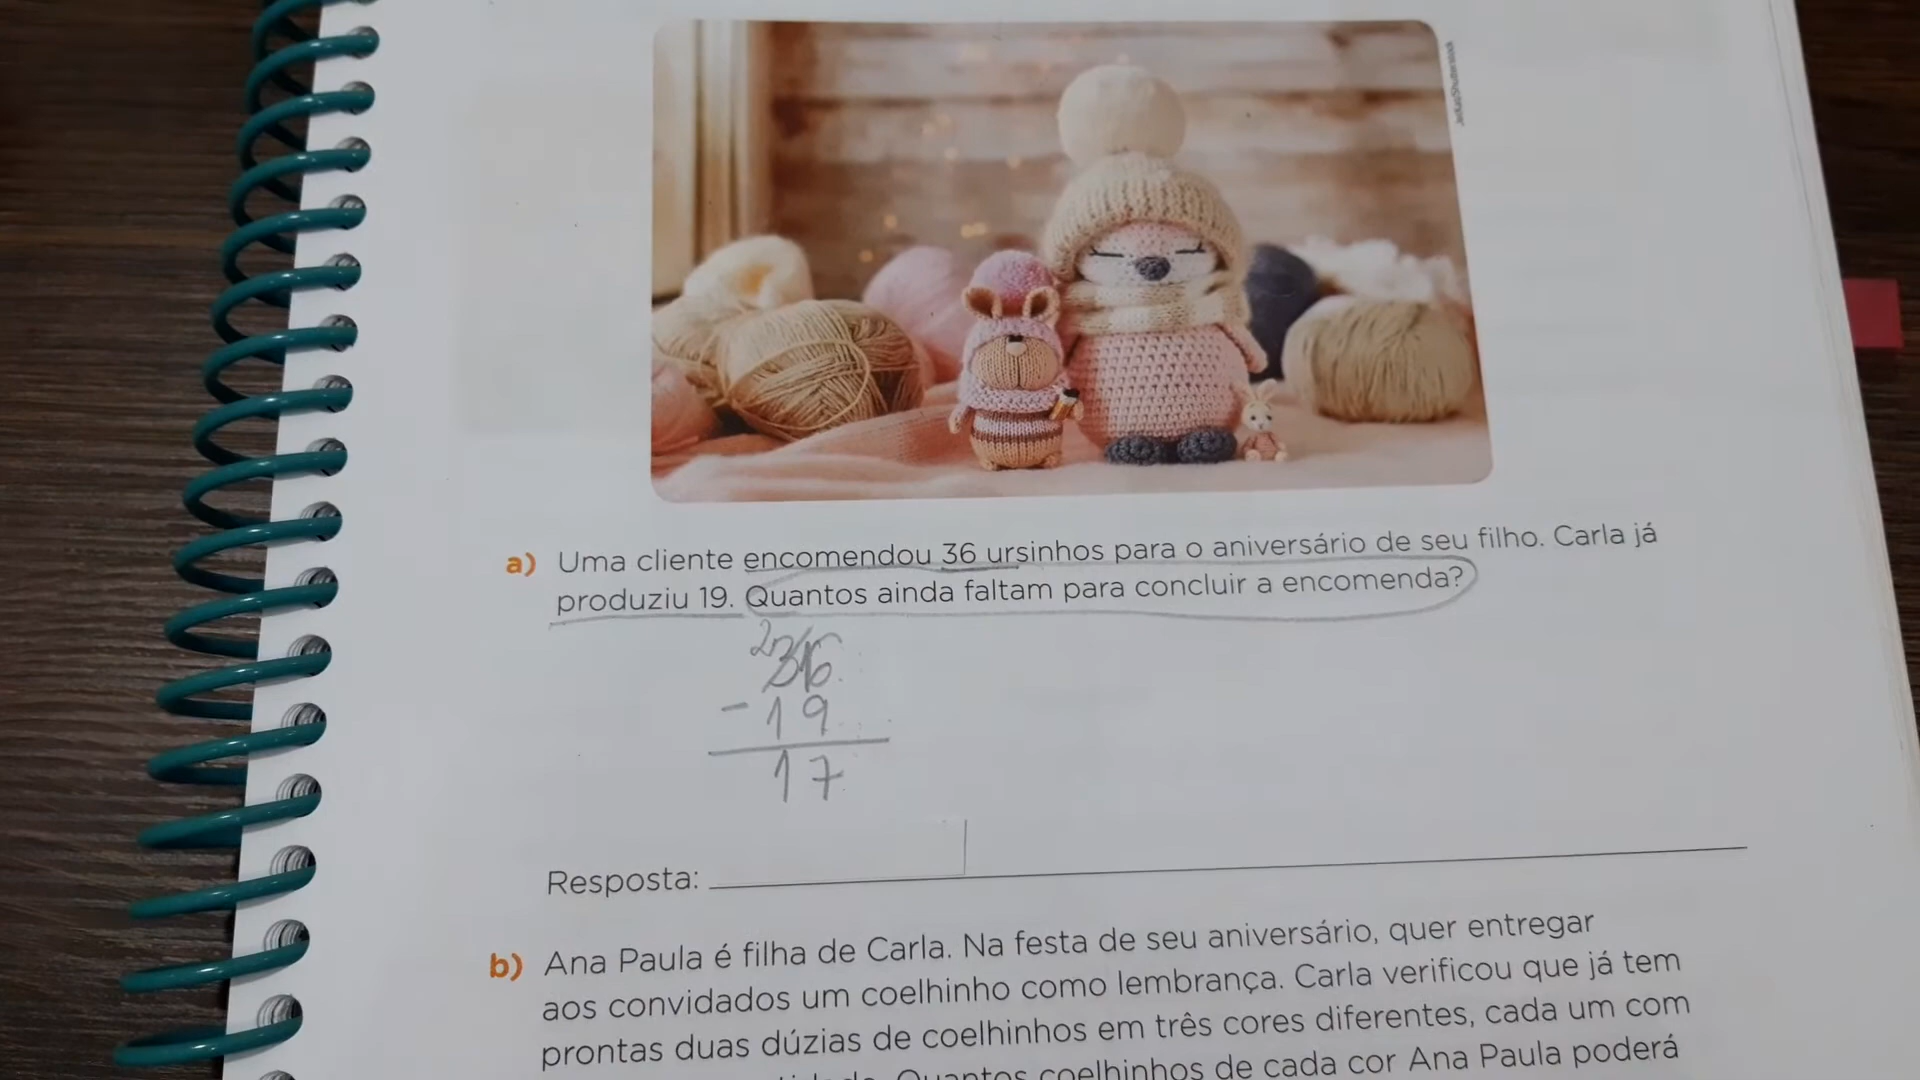 Jenkas/Shutterstock
a) Uma cliente encomendou 36 ursinhos para o aniversário de seu filho. Carla já
produziu 19. Quantos ainda faltam para concluir a encomenda?
2 36
- 19
17
Resposta:
b) Ana Paula é filha de Carla. Na festa de seu aniversário, quer entregar
aos convidados um coelhinho como lembrança. Carla verificou que já tem
prontas duas dúzias de coelhinhos em três cores diferentes, cada um com
Quantos coelhinhos de cada cor Ana Paula poderá